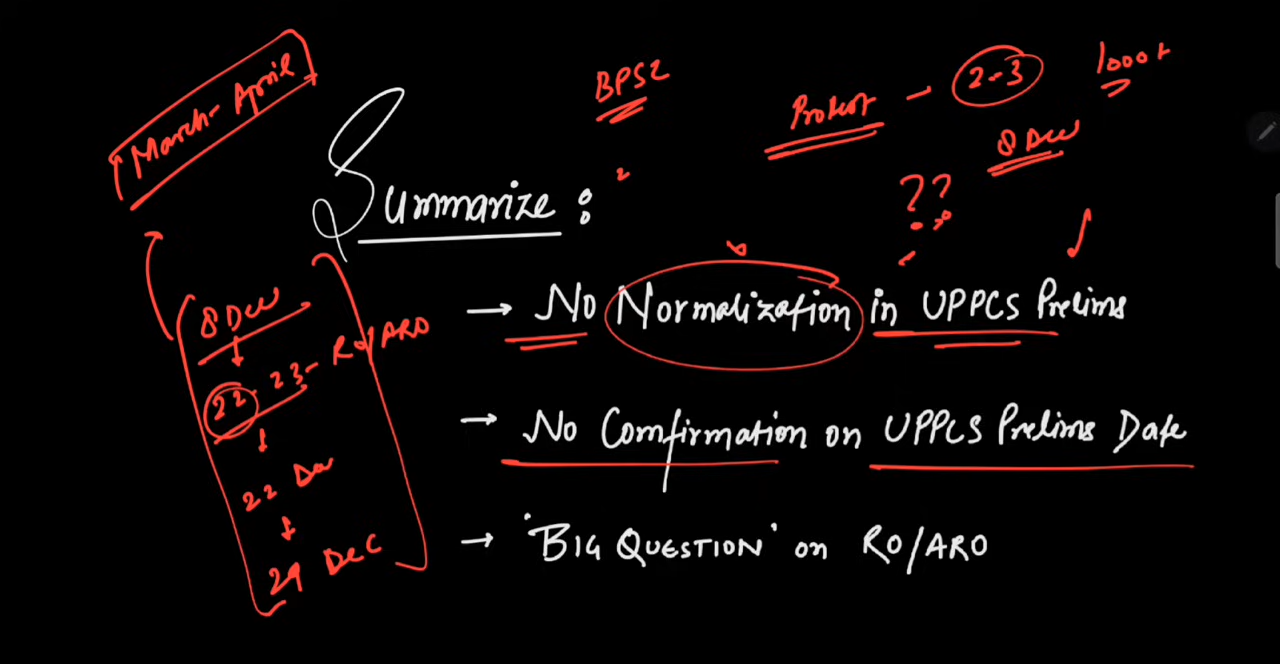 March-April
BPSC
Protest - 2-3
1000+
8 Dec
??
Summarize :
→ No Normalization in UPPCS Prelims
8 Dec
22-23- RO/ARO
→ No Comfirmation on UPPCS Prelims Date
22 Dec
→ 'BIG QUESTION' on RO/ARO
29 Dec